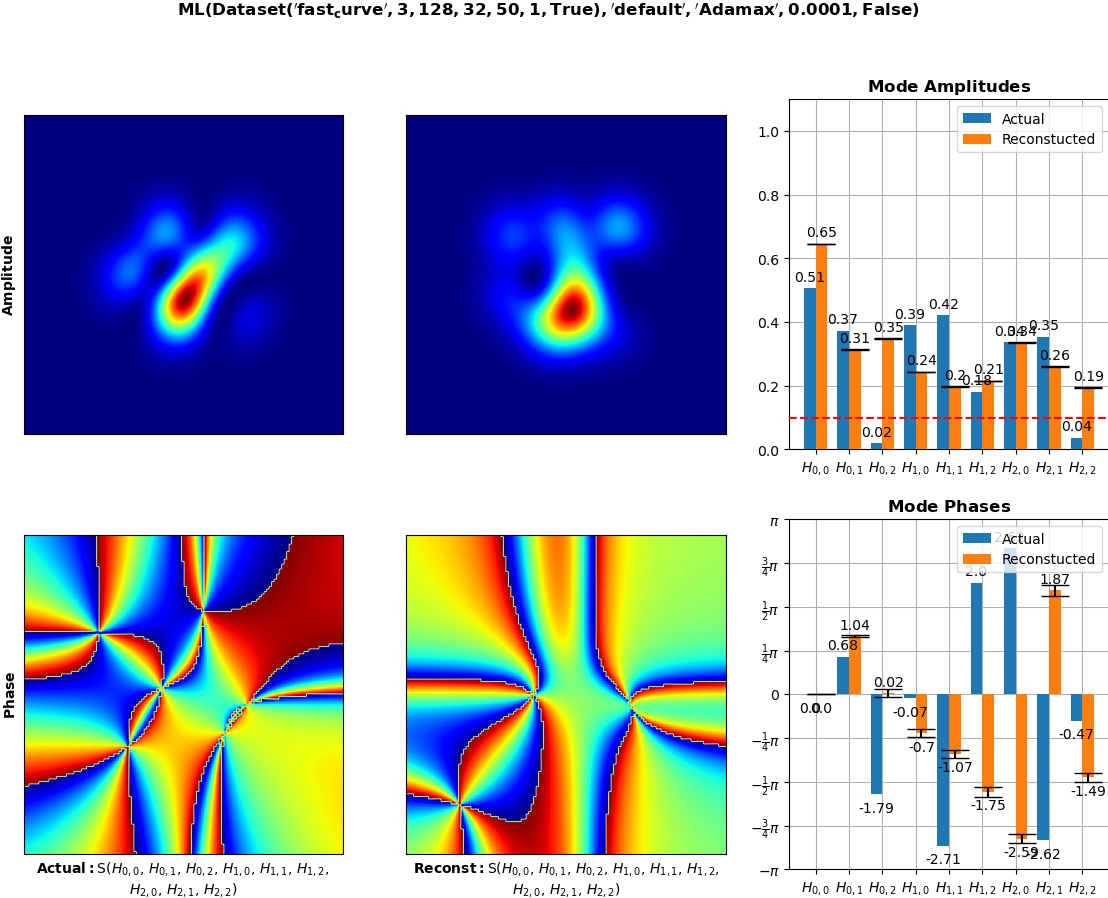 ML(Dataset('fast_curve', 3, 128, 32, 50, 1, True), 'default', 'Adamax', 0.0001, False)
Amplitude
Mode Amplitudes
Actual
Reconstucted
1.0
0.8
0.6
0.4
0.2
0.0
0.51
0.65
0.37
0.31
0.02
0.35
0.39
0.24
0.42
0.2
0.18
0.21
0.34
0.34
0.35
0.26
0.04
0.19
H0,0 H0,1 H0,2 H1,0 H1,1 H1,2 H2,0 H2,1 H2,2
Phase
Mode Phases
Actual
Reconstucted
π
3/4π
1/2π
1/4π
0
−1/4π
−1/2π
−3/4π
−π
0.0
0.0
0.68
1.04
-1.79
0.02
-0.07
-0.7
-2.71
-1.07
2.0
-1.75
-2.59
-2.62
1.87
-0.47
-1.49
H0,0 H0,1 H0,2 H1,0 H1,1 H1,2 H2,0 H2,1 H2,2
Actual: S(H0,0, H0,1, H0,2, H1,0, H1,1, H1,2,
H2,0, H2,1, H2,2)
Reconst: S(H0,0, H0,1, H0,2, H1,0, H1,1, H1,2,
H2,0, H2,1, H2,2)